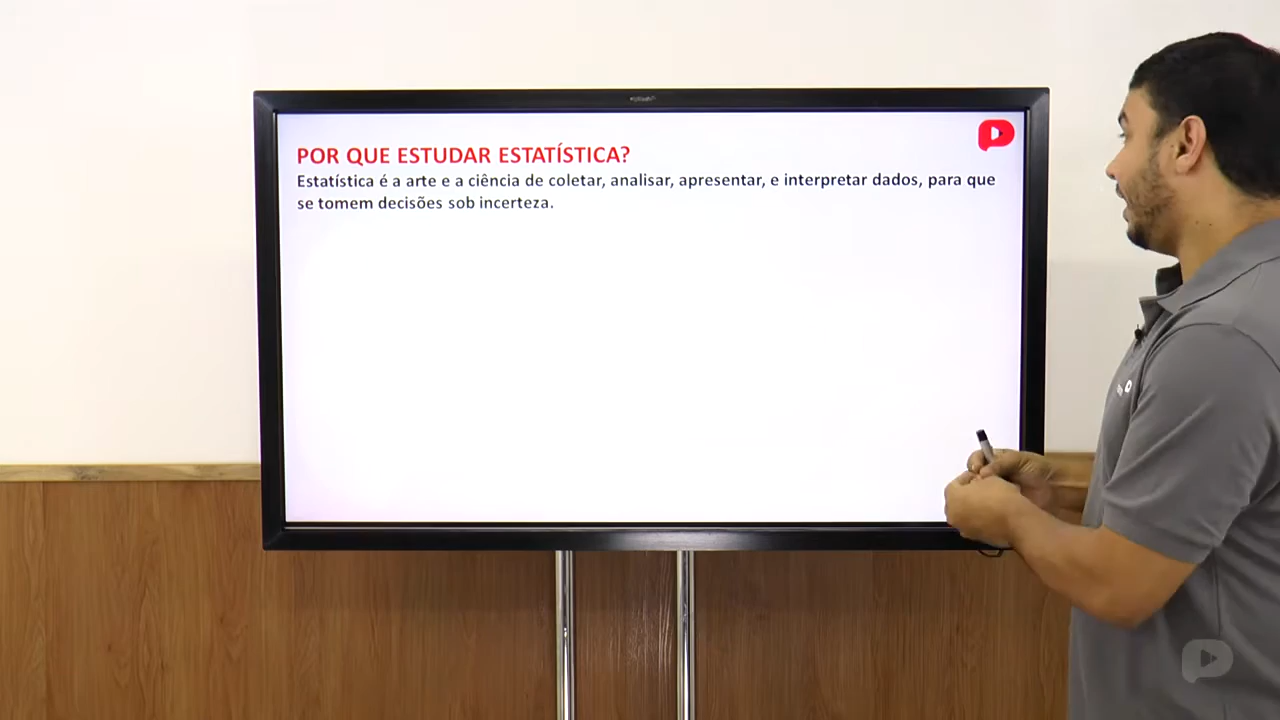 POR QUE ESTUDAR ESTATÍSTICA?
Estatística é a arte e a ciência de coletar, analisar, apresentar, e interpretar dados, para que
se tomem decisões sob incerteza.